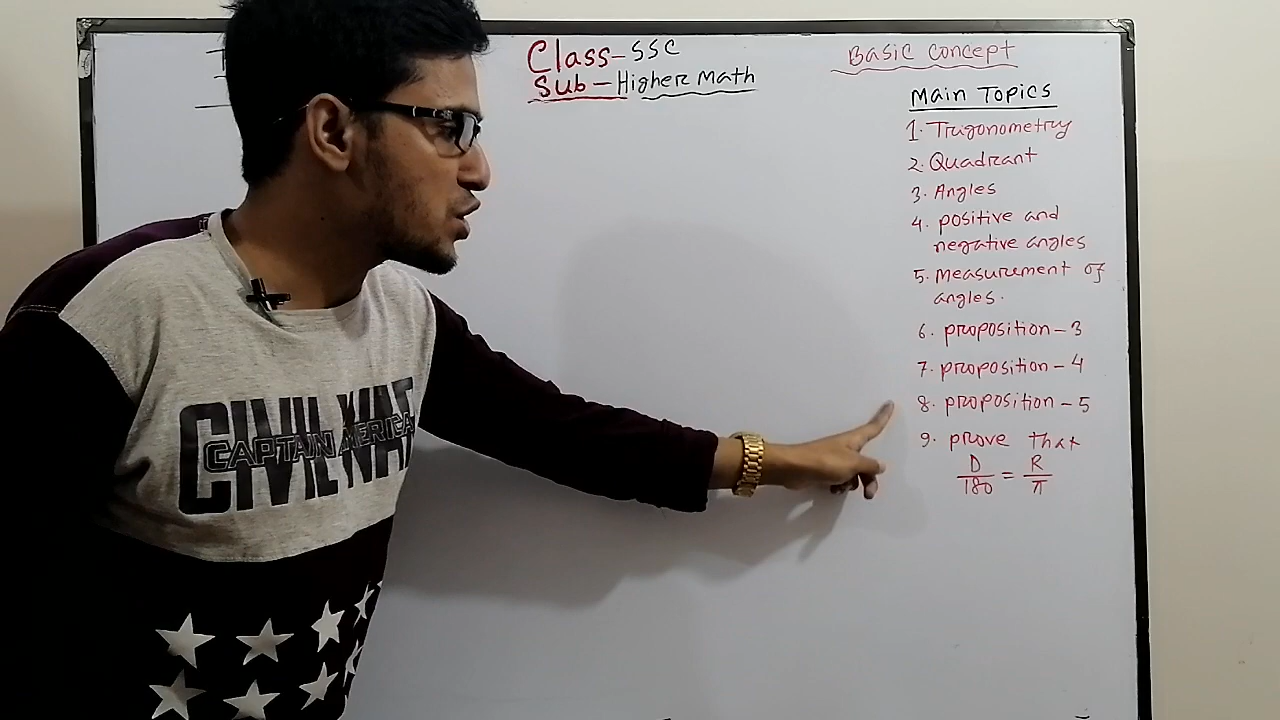 Class-SSC
Sub-Higher Math
Basic Concept
Main Topics
1. Trigonometry
2. Quadrant
3. Angles
4. positive and
negative angles
5. Measurement of
angles.
6. proposition-3
7. proposition-4
8. proposition-5
9. prove that
D/180 = R/π
CIVIL WAR
CAPTAIN AMERICA